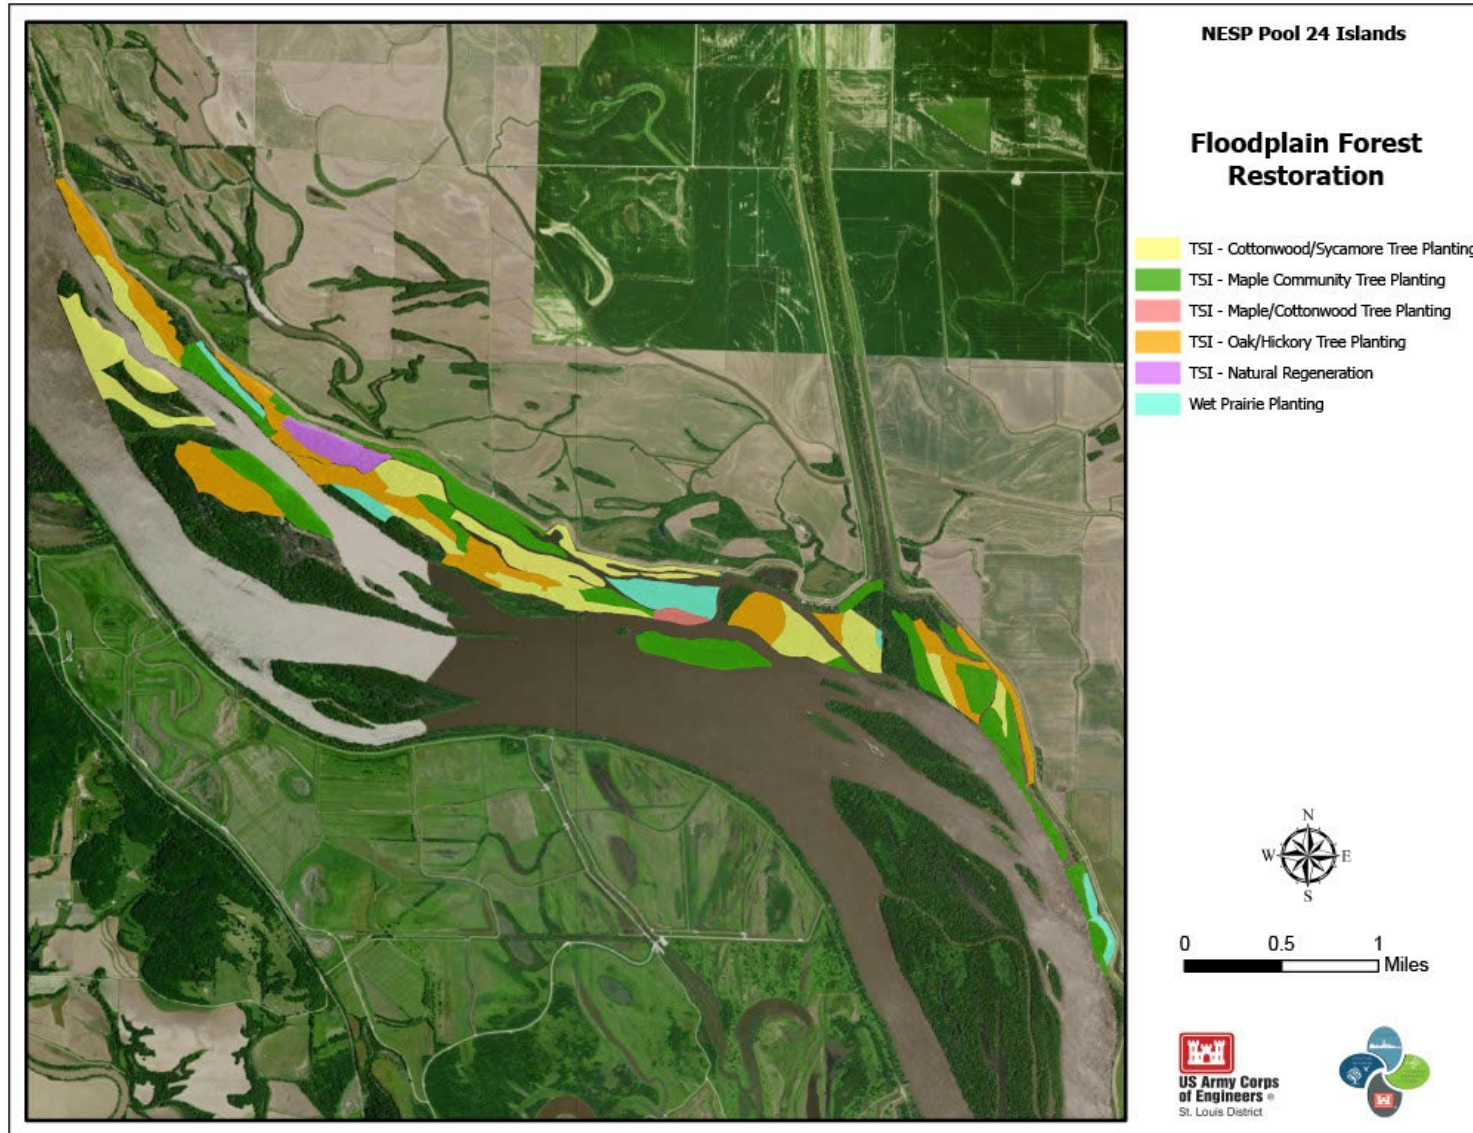 NESP Pool 24 Islands
Floodplain Forest
Restoration
TSI - Cottonwood/Sycamore Tree Planting
TSI - Maple Community Tree Planting
TSI - Maple/Cottonwood Tree Planting
TSI - Oak/Hickory Tree Planting
TSI - Natural Regeneration
Wet Prairie Planting
N
W E
S
0 0.5 1
Miles
US Army Corps
of Engineers ®
St. Louis District